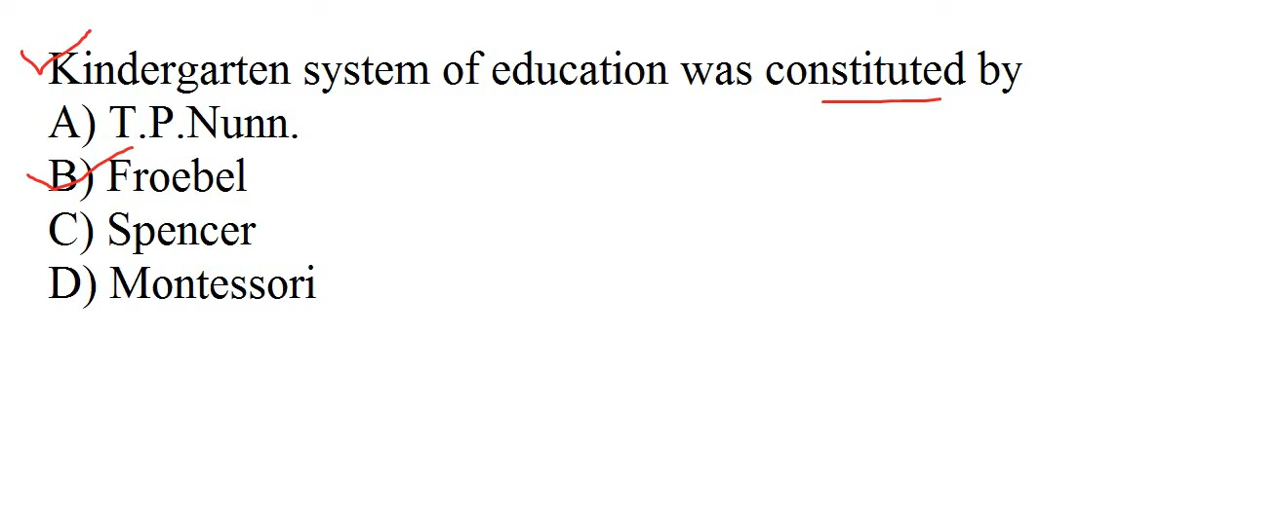 Kindergarten system of education was constituted by
A) T.P.Nunn.
B) Froebel
C) Spencer
D) Montessori